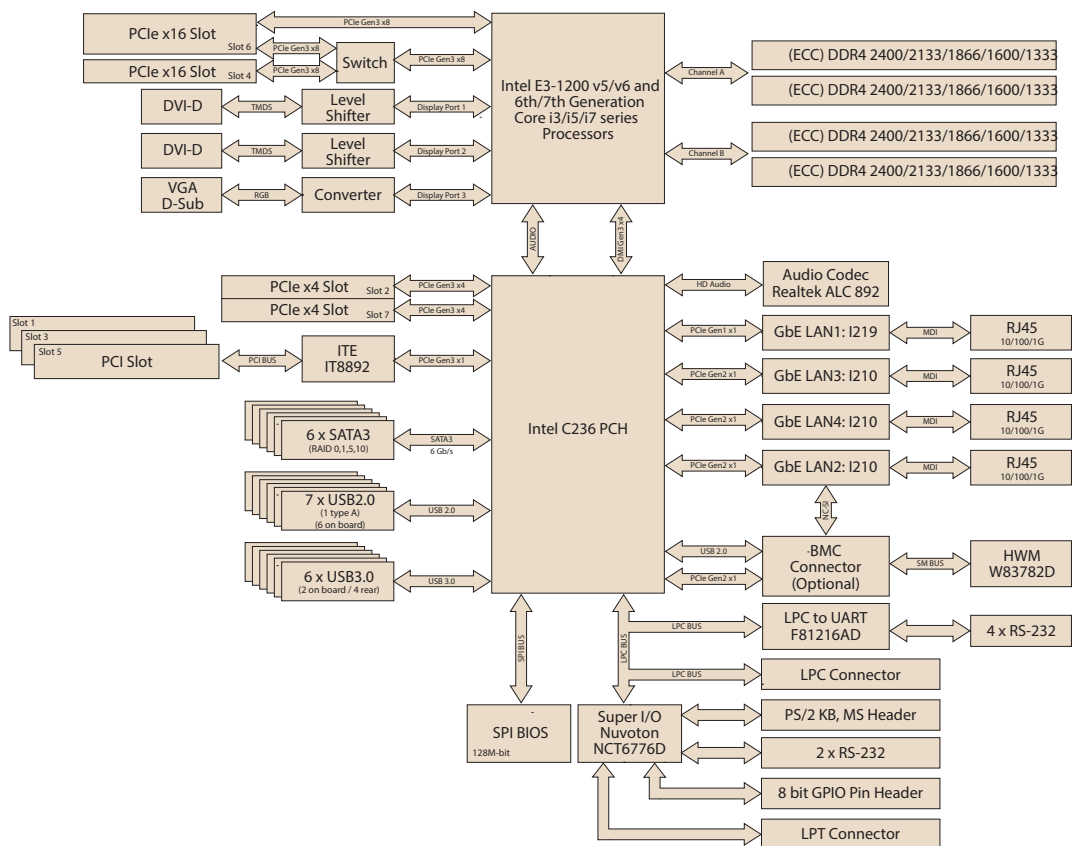 PCIe x16 Slot
Slot 6
PCIe Gen3 x8
PCIe Gen3 x8
PCIe x16 Slot
Slot 4
PCIe Gen3 x8
Switch
PCIe Gen3 x8
DVI-D
TMDS
Level
Shifter
Display Port 1
DVI-D
TMDS
Level
Shifter
Display Port 2
VGA
D-Sub
RGB
Converter
Display Port 3
Intel E3-1200 v5/v6 and
6th/7th Generation
Core i3/i5/i7 series
Processors
Channel A
(ECC) DDR4 2400/2133/1866/1600/1333
(ECC) DDR4 2400/2133/1866/1600/1333
Channel B
(ECC) DDR4 2400/2133/1866/1600/1333
(ECC) DDR4 2400/2133/1866/1600/1333
AUDIO
DMI Gen3 x4
PCIe x4 Slot
Slot 2
PCIe Gen3 x4
PCIe x4 Slot
Slot 7
PCIe Gen3 x4
Slot 1
Slot 3
Slot 5
PCI Slot
PCI BUS
ITE
IT8892
PCIe Gen3 x1
6 x SATA3
(RAID 0,1,5,10)
SATA3
6 Gb/s
7 x USB2.0
(1 type A)
(6 on board)
USB 2.0
6 x USB3.0
(2 on board / 4 rear)
USB 3.0
Intel C236 PCH
HD Audio
Audio Codec
Realtek ALC 892
PCIe Gen1 x1
GbE LAN1: I219
MDI
RJ45
10/100/1G
PCIe Gen2 x1
GbE LAN3: I210
MDI
RJ45
10/100/1G
PCIe Gen2 x1
GbE LAN4: I210
MDI
RJ45
10/100/1G
PCIe Gen2 x1
GbE LAN2: I210
MDI
RJ45
10/100/1G
NC-SI
USB 2.0
PCIe Gen2 x1
-BMC
Connector
(Optional)
SM BUS
HWM
W83782D
SPI BUS
LPC BUS
LPC BUS
LPC to UART
F81216AD
4 x RS-232
LPC BUS
LPC Connector
SPI BIOS
128M-bit
Super I/O
Nuvoton
NCT6776D
PS/2 KB, MS Header
2 x RS-232
8 bit GPIO Pin Header
LPT Connector